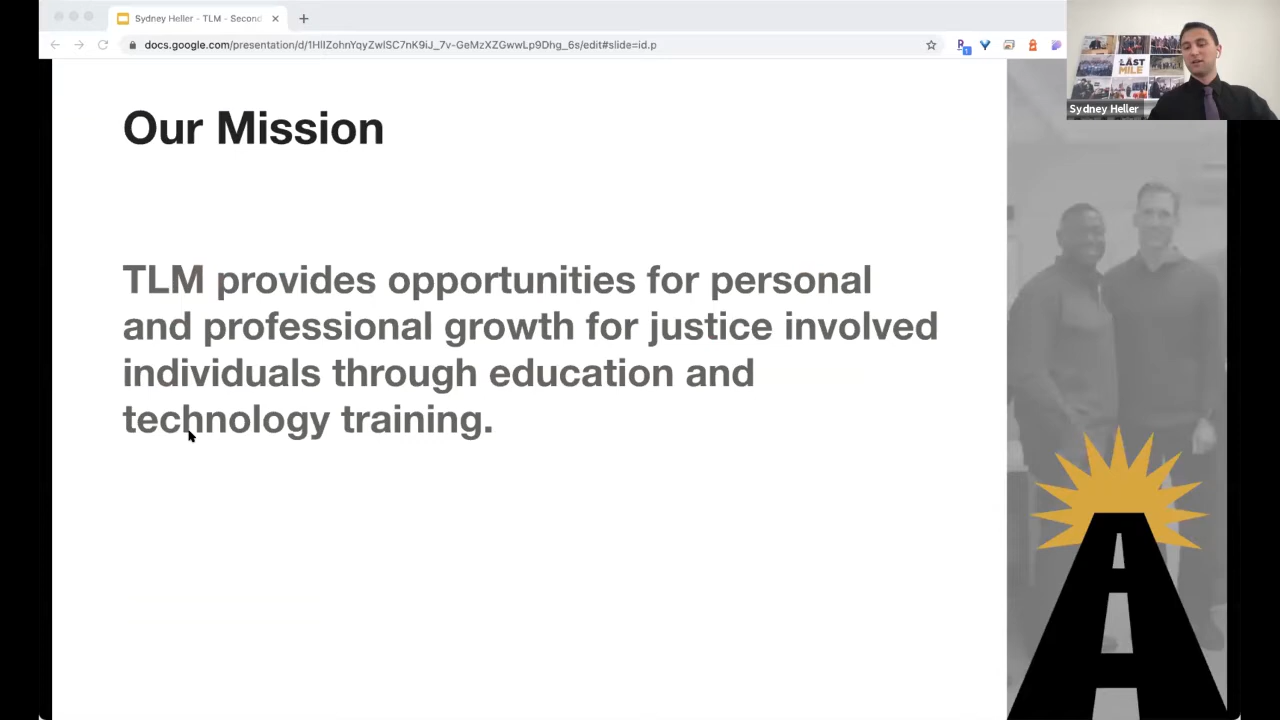 Sydney Heller - TLM - Second
docs.google.com/presentation/d/1HIIZohnYqyZwlSC7nK9iJ_7v-GeMzXZGwwLp9Dhg_6s/edit#slide=id.p
LAST
MILE
Sydney Heller
Our Mission
TLM provides opportunities for personal
and professional growth for justice involved
individuals through education and
technology training.